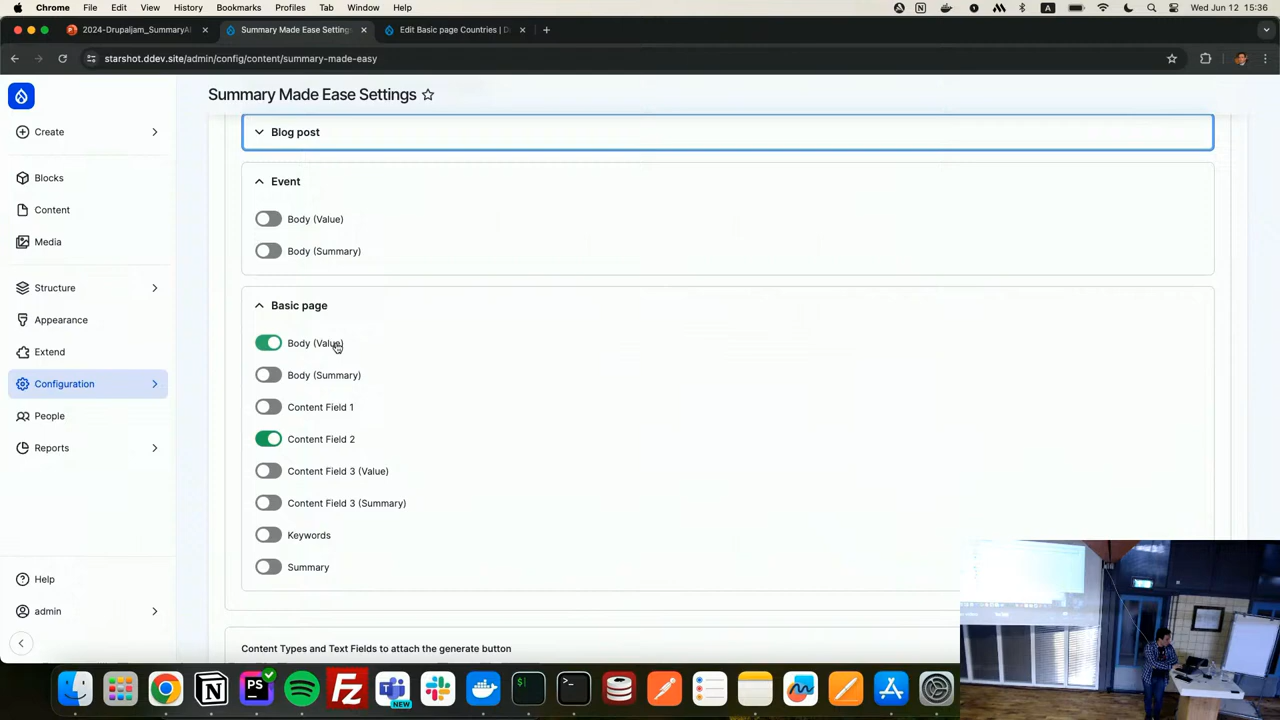 Chrome File Edit View History Bookmarks Profiles Tab Window Help
A
Wed Jun 12 15:36
2024-Drupaljam_SummaryAI
Summary Made Ease Settings
Edit Basic page Countries | D
starshot.ddev.site/admin/config/content/summary-made-easy
Summary Made Ease Settings
Create
Blocks
Content
Media
Structure
Appearance
Extend
Configuration
People
Reports
Help
admin
Blog post
Event
Body (Value)
Body (Summary)
Basic page
Body (Value)
Body (Summary)
Content Field 1
Content Field 2
Content Field 3 (Value)
Content Field 3 (Summary)
Keywords
Summary
Content Types and Text Fields to attach the generate button
PS
NEW